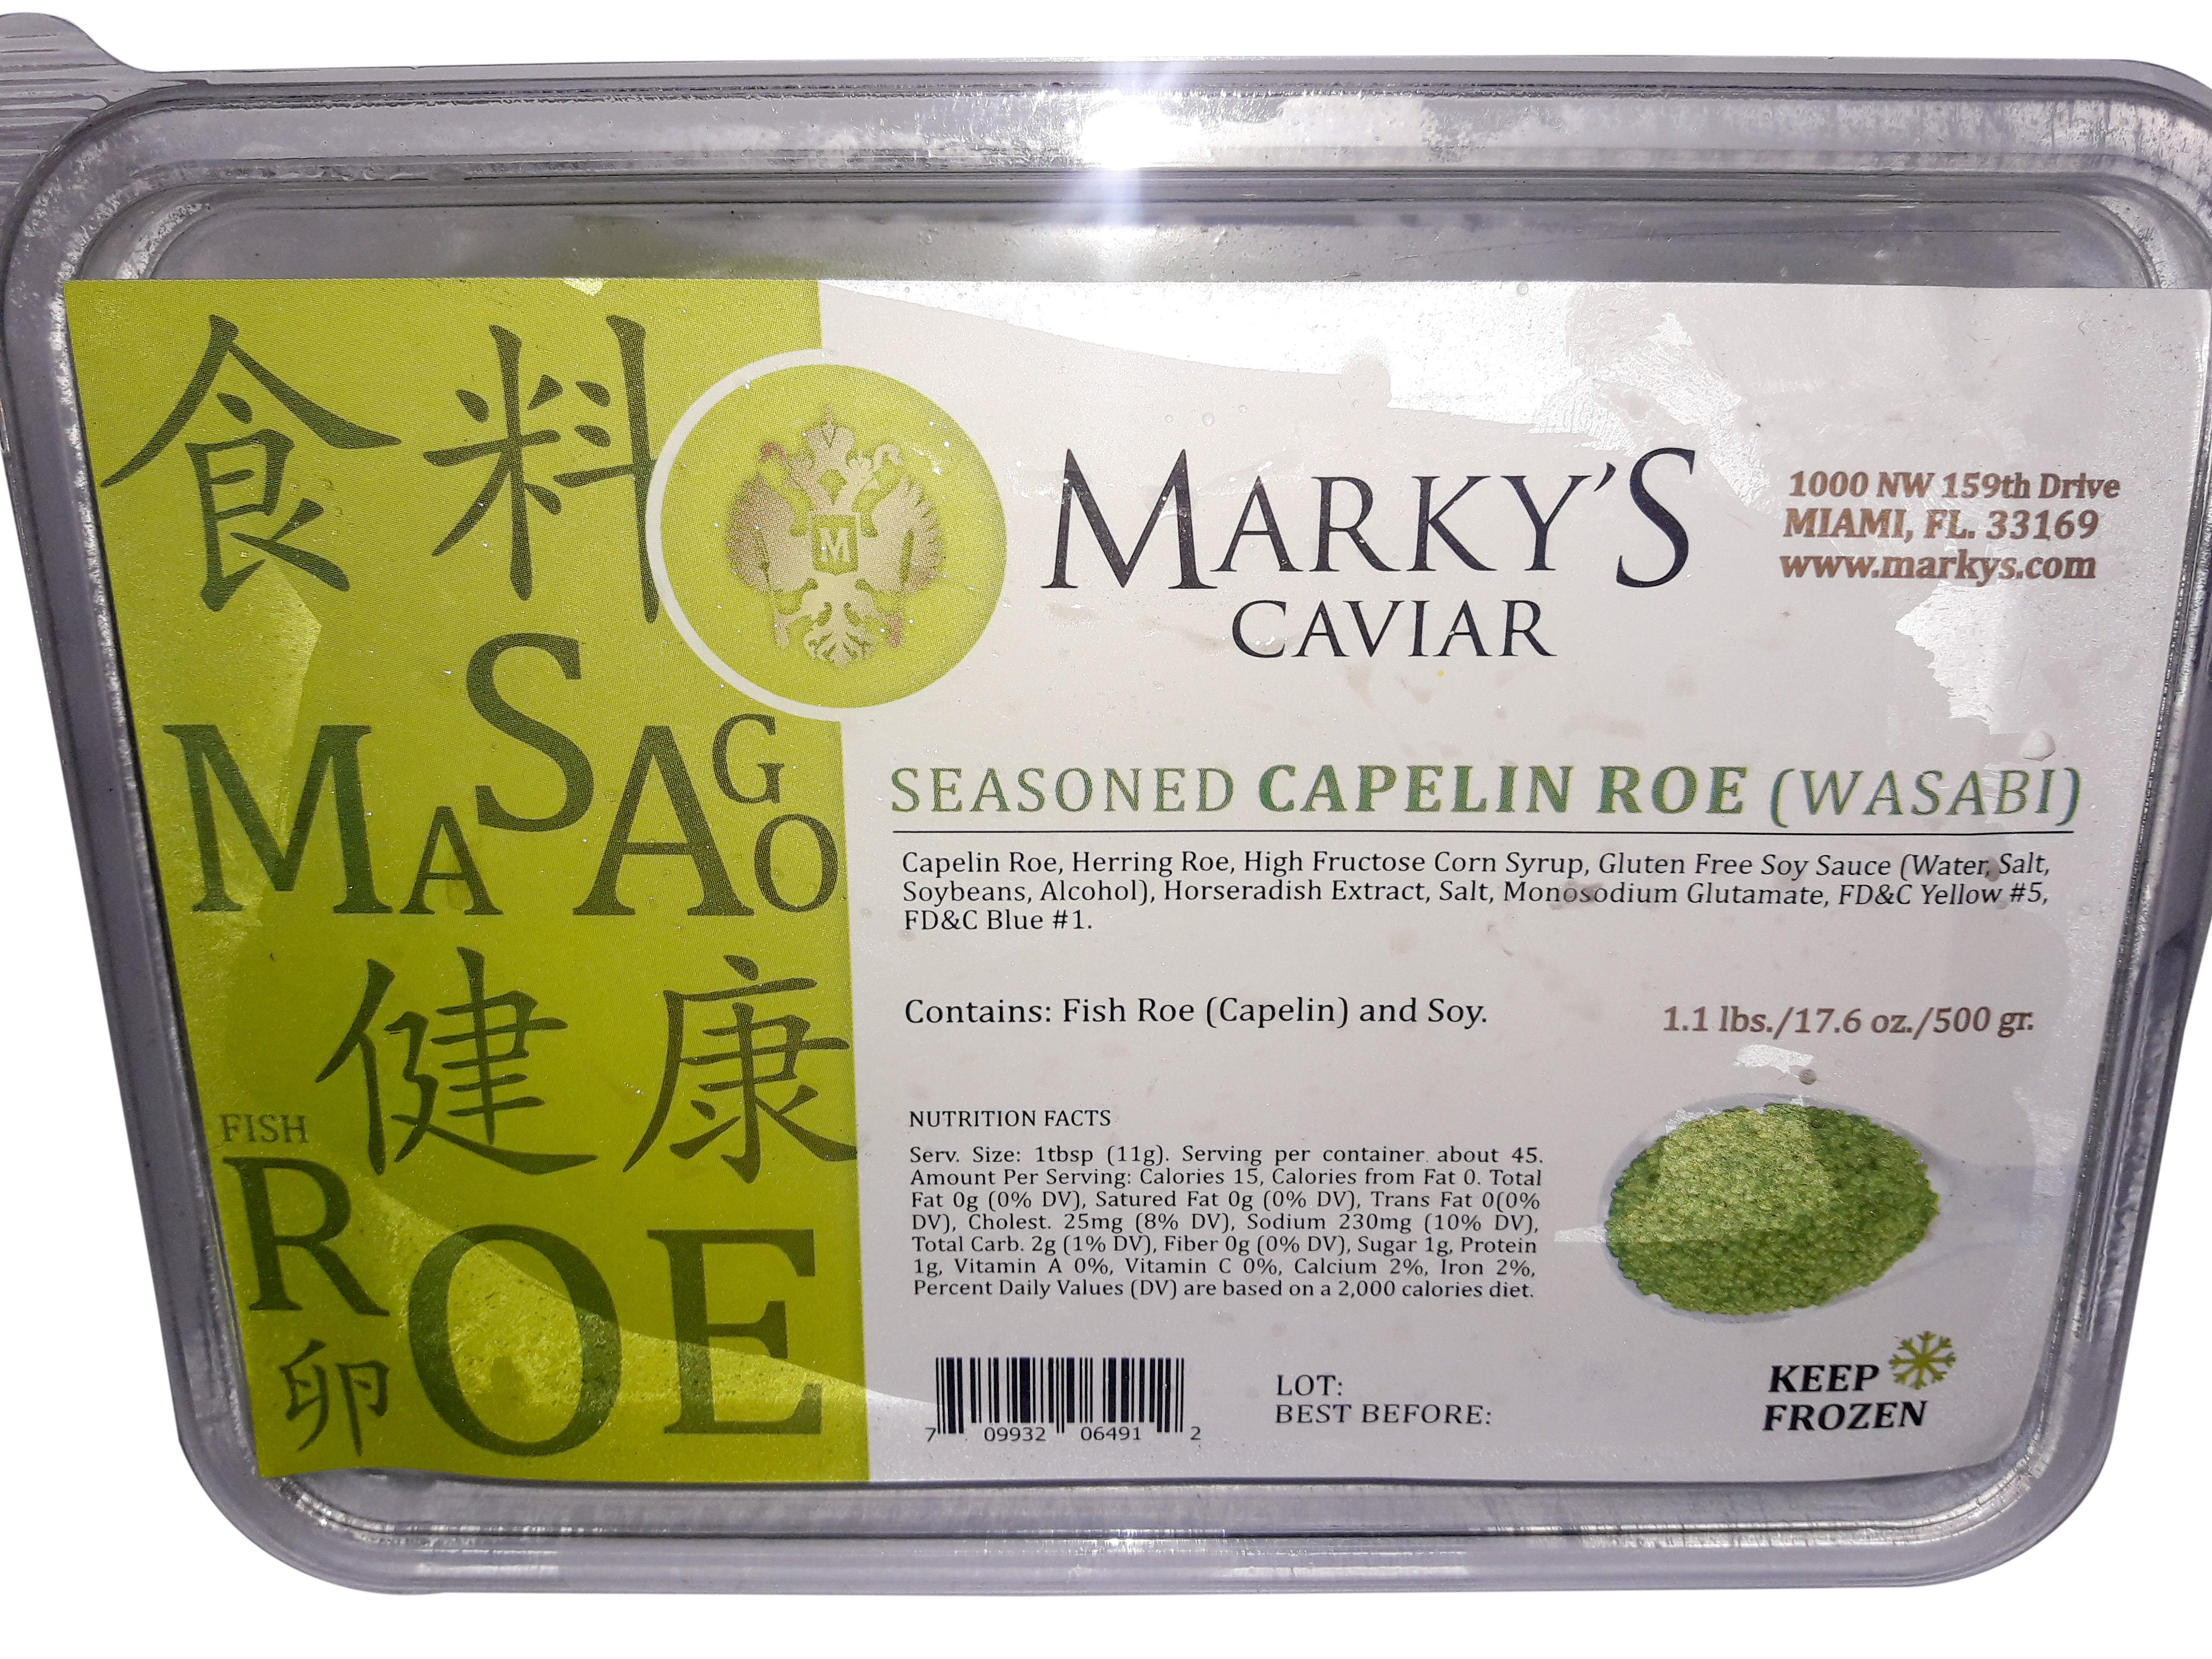 食料
MASAGO
健康
FISH
ROE
卵
M
MARKY'S
CAVIAR
1000 NW 159th Drive
MIAMI, FL. 33169
www.markys.com
SEASONED CAPELIN ROE (WASABI)
Capelin Roe, Herring Roe, High Fructose Corn Syrup, Gluten Free Soy Sauce (Water, Salt,
Soybeans, Alcohol), Horseradish Extract, Salt, Monosodium Glutamate, FD&C Yellow #5,
FD&C Blue #1.
Contains: Fish Roe (Capelin) and Soy.
1.1 lbs./17.6 oz./500 gr.
NUTRITION FACTS
Serv. Size: 1tbsp (11g). Serving per container about 45.
Amount Per Serving: Calories 15, Calories from Fat 0. Total
Fat 0g (0% DV), Satured Fat 0g (0% DV), Trans Fat 0(0%
DV), Cholest. 25mg (8% DV), Sodium 230mg (10% DV),
Total Carb. 2g (1% DV), Fiber 0g (0% DV), Sugar 1g, Protein
1g, Vitamin A 0%, Vitamin C 0%, Calcium 2%, Iron 2%,
Percent Daily Values (DV) are based on a 2,000 calories diet.
7 09932 06491 2
LOT:
BEST BEFORE:
KEEP
FROZEN